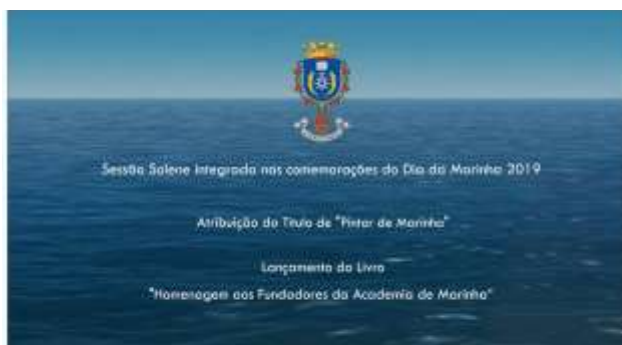 Sessão Solene Integrada nas comemorações do Dia da Marinha 2019
Atribuição do Titulo de "Pintor de Marinha"
Lançamento do Livro
"Homenagem aos Fundadores da Academia de Marinha"